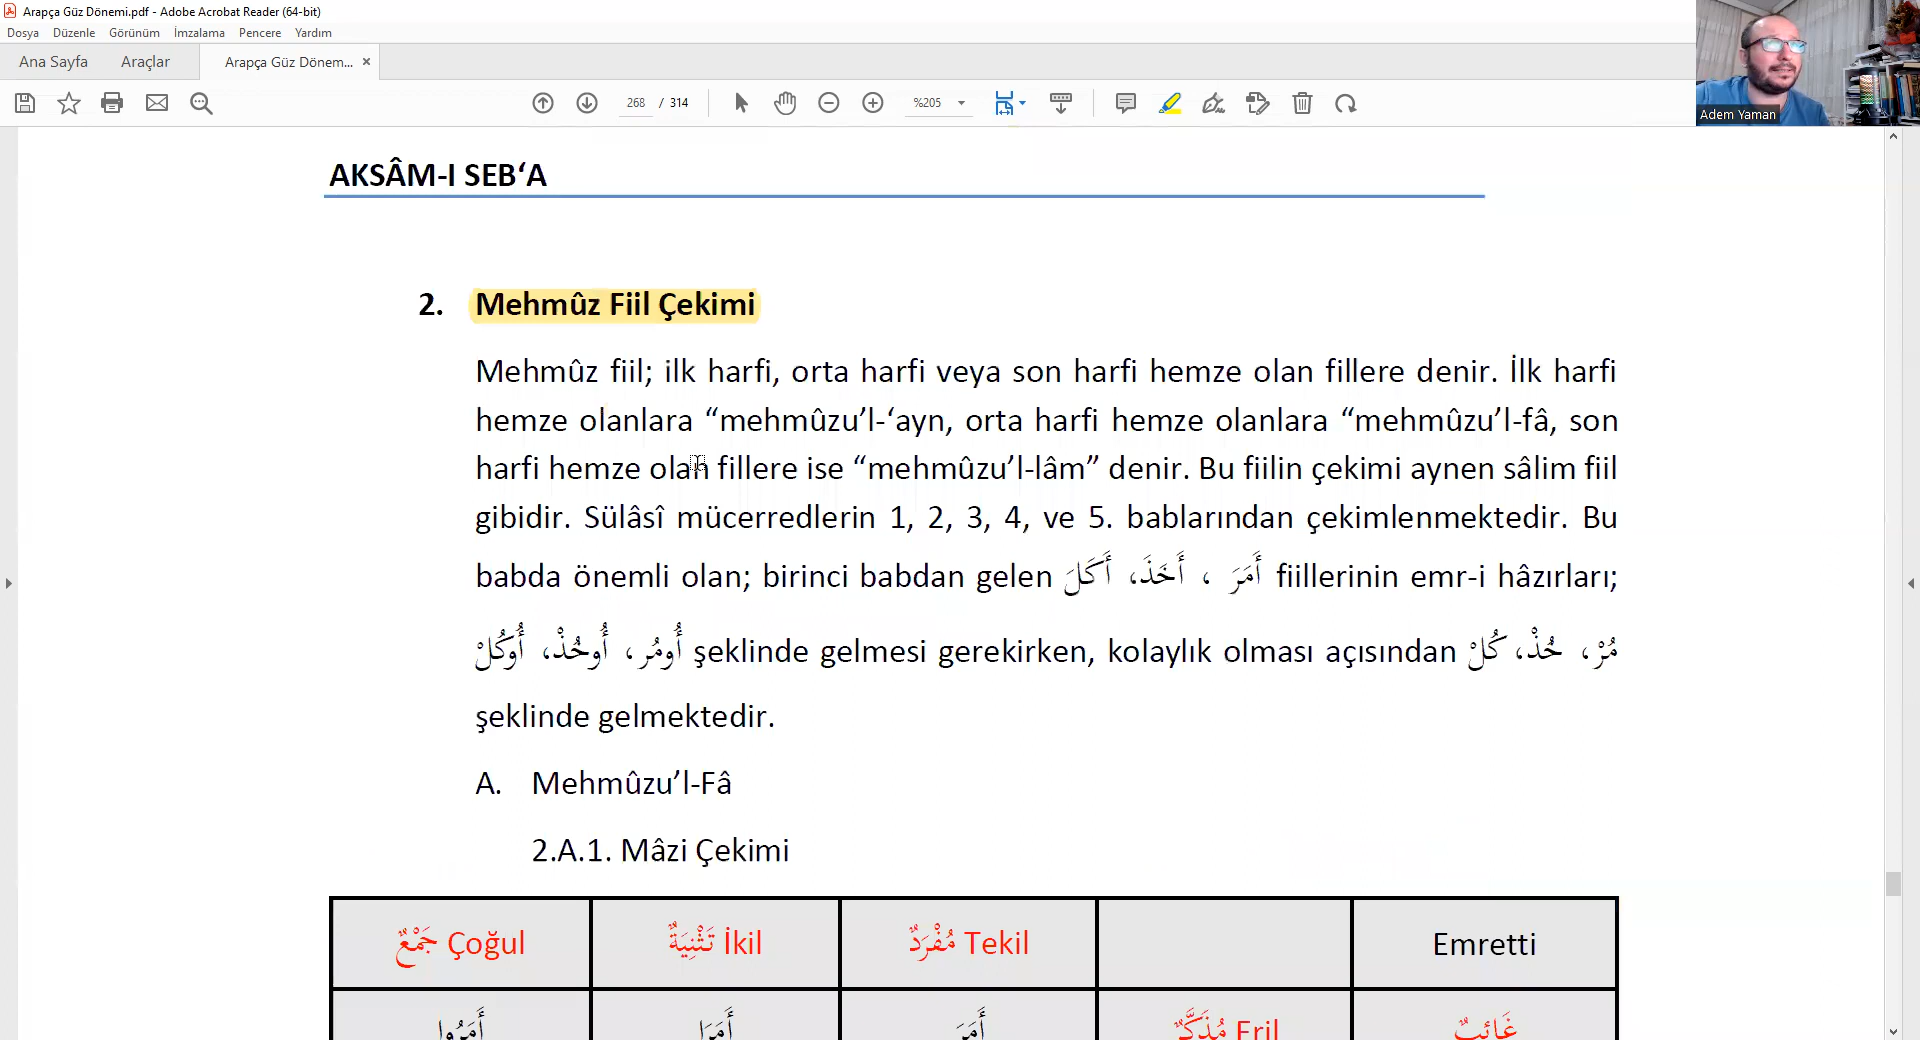 Arapça Güz Dönemi.pdf - Adobe Acrobat Reader (64-bit)
Dosya Düzenle Görünüm İmzalama Pencere Yardım
Ana Sayfa Araçlar Arapça Güz Dönem... ×
268 / 314 %205
Adem Yaman
AKSÂM-I SEB‘A
2. Mehmûz Fiil Çekimi
Mehmûz fiil; ilk harfi, orta harfi veya son harfi hemze olan fillere denir. İlk harfi
hemze olanlara “mehmûzu’l-‘ayn, orta harfi hemze olanlara “mehmûzu’l-fâ, son
harfi hemze olan fillere ise “mehmûzu’l-lâm” denir. Bu fiilin çekimi aynen sâlim fiil
gibidir. Sülâsî mücerredlerin 1, 2, 3, 4, ve 5. bablarından çekimlenmektedir. Bu
babda önemli olan; birinci babdan gelen أَمَرَ ، أَخَذَ، أَكَلَ fiillerinin emr-i hâzırları;
أُومُر، أُوخُذْ، أُوكُلْ şeklinde gelmesi gerekirken, kolaylık olması açısından مُرْ، خُذْ، كُلْ
şeklinde gelmektedir.
A. Mehmûzu’l-Fâ
2.A.1. Mâzi Çekimi
جَمْعٌ Çoğul تَثْنِيَةٌ İkil مُفْرَدٌ Tekil Emretti
أَمَرُوا أَمَرَا أَمَرَ مُذَكَّرٌ Eril غَائِبٌ